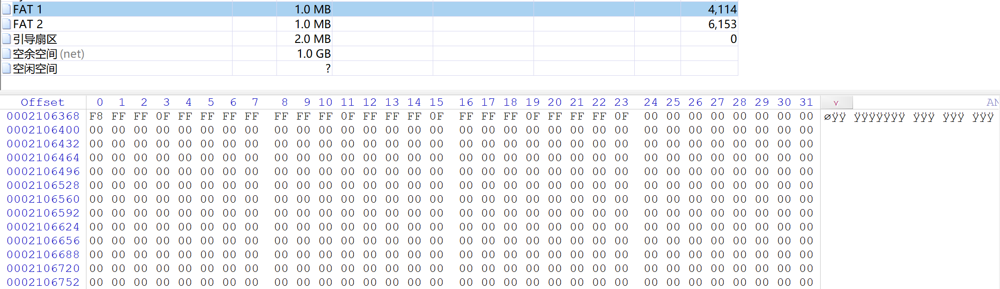 FAT 1 1.0 MB 4,114
FAT 2 1.0 MB 6,153
引导扇区 2.0 MB 0
空余空间 (net) 1.0 GB
空闲空间 ?
Offset 0 1 2 3 4 5 6 7 8 9 10 11 12 13 14 15 16 17 18 19 20 21 22 23 24 25 26 27 28 29 30 31 AN
0002106368 F8 FF FF 0F FF FF FF FF FF FF FF 0F FF FF FF 0F FF FF FF 0F FF FF FF 0F 00 00 00 00 00 00 00 00 øÿÿ ÿÿÿÿÿÿÿ ÿÿÿ ÿÿÿ ÿÿÿ
0002106400 00 00 00 00 00 00 00 00 00 00 00 00 00 00 00 00 00 00 00 00 00 00 00 00 00 00 00 00 00 00 00 00
0002106432 00 00 00 00 00 00 00 00 00 00 00 00 00 00 00 00 00 00 00 00 00 00 00 00 00 00 00 00 00 00 00 00
0002106464 00 00 00 00 00 00 00 00 00 00 00 00 00 00 00 00 00 00 00 00 00 00 00 00 00 00 00 00 00 00 00 00
0002106496 00 00 00 00 00 00 00 00 00 00 00 00 00 00 00 00 00 00 00 00 00 00 00 00 00 00 00 00 00 00 00 00
0002106528 00 00 00 00 00 00 00 00 00 00 00 00 00 00 00 00 00 00 00 00 00 00 00 00 00 00 00 00 00 00 00 00
0002106560 00 00 00 00 00 00 00 00 00 00 00 00 00 00 00 00 00 00 00 00 00 00 00 00 00 00 00 00 00 00 00 00
0002106592 00 00 00 00 00 00 00 00 00 00 00 00 00 00 00 00 00 00 00 00 00 00 00 00 00 00 00 00 00 00 00 00
0002106624 00 00 00 00 00 00 00 00 00 00 00 00 00 00 00 00 00 00 00 00 00 00 00 00 00 00 00 00 00 00 00 00
0002106656 00 00 00 00 00 00 00 00 00 00 00 00 00 00 00 00 00 00 00 00 00 00 00 00 00 00 00 00 00 00 00 00
0002106688 00 00 00 00 00 00 00 00 00 00 00 00 00 00 00 00 00 00 00 00 00 00 00 00 00 00 00 00 00 00 00 00
0002106720 00 00 00 00 00 00 00 00 00 00 00 00 00 00 00 00 00 00 00 00 00 00 00 00 00 00 00 00 00 00 00 00
0002106752 00 00 00 00 00 00 00 00 00 00 00 00 00 00 00 00 00 00 00 00 00 00 00 00 00 00 00 00 00 00 00 00